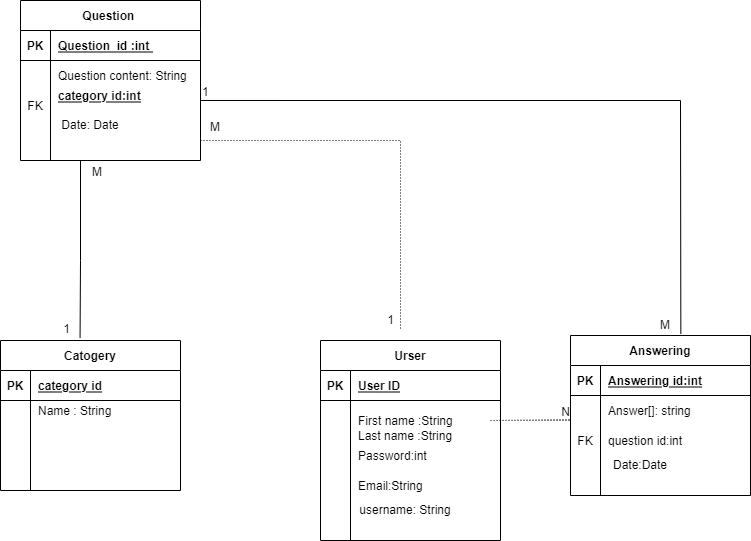 Question
PK Question_id :int
Question content: String
category id:int
FK
Date: Date
1
M
M
1
1
M
Catogery
PK category id
Name : String
Urser
PK User ID
First name :String
Last name :String
Password:int
Email:String
username: String
N
Answering
PK Answering id:int
Answer[]: string
FK question id:int
Date:Date